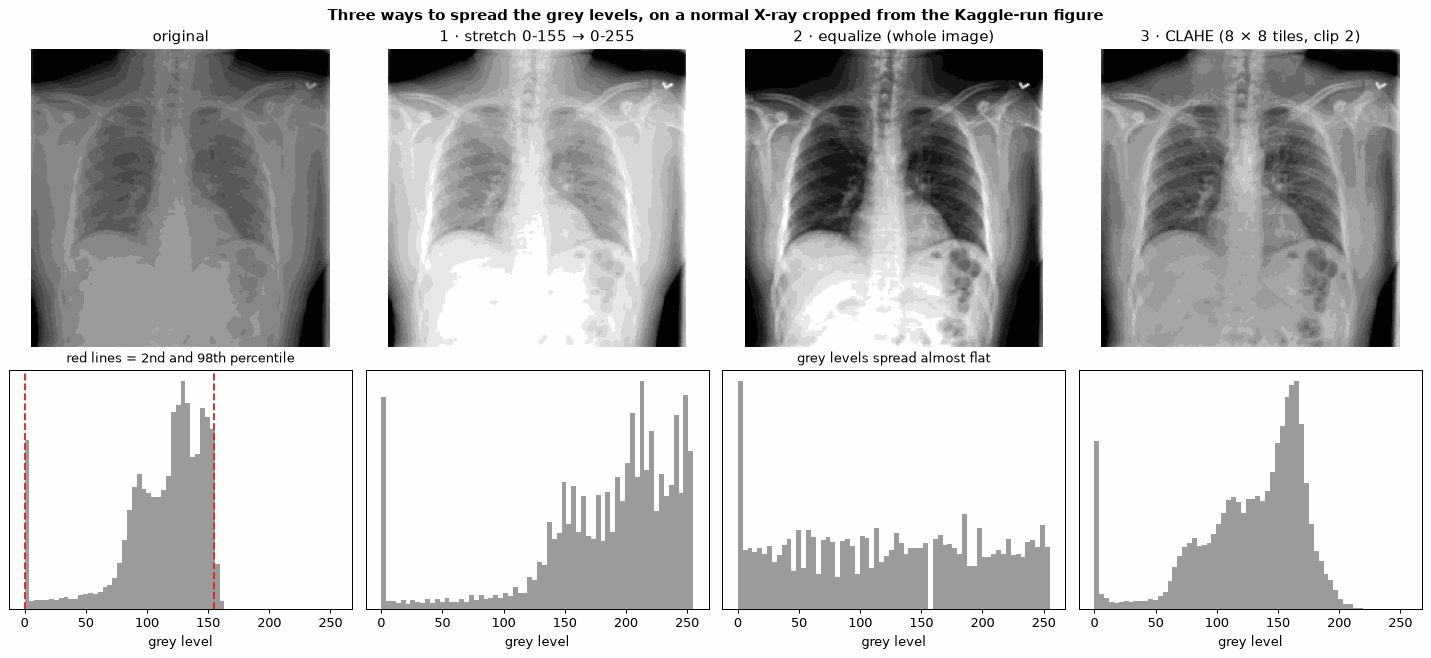 Three ways to spread the grey levels, on a normal X-ray cropped from the Kaggle-run figure
original
1 · stretch 0-155 → 0-255
2 · equalize (whole image)
3 · CLAHE (8 × 8 tiles, clip 2)
red lines = 2nd and 98th percentile
grey levels spread almost flat
0 50 100 150 200 250
0 50 100 150 200 250
0 50 100 150 200 250
0 50 100 150 200 250
grey level
grey level
grey level
grey level